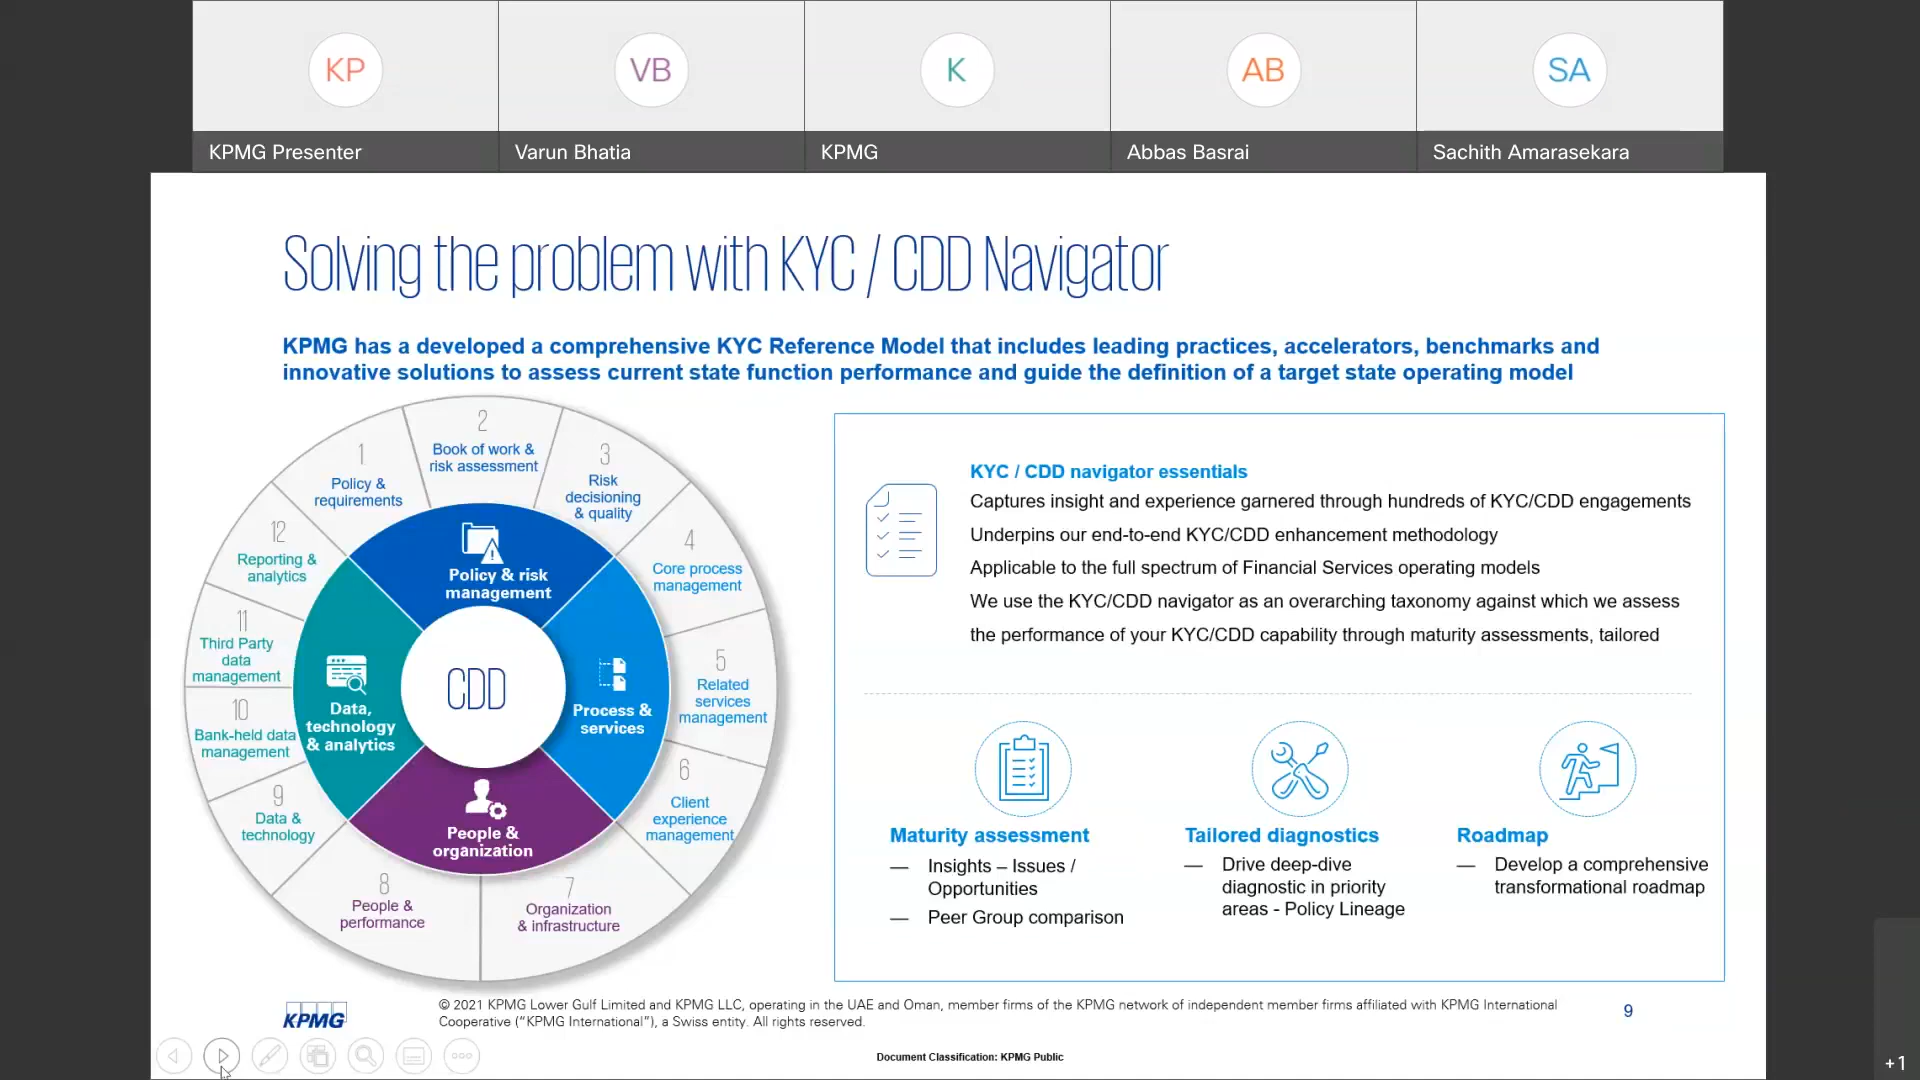 KP
VB
K
AB
SA
KPMG Presenter
Varun Bhatia
KPMG
Abbas Basrai
Sachith Amarasekara
Solving the problem with KYC / CDD Navigator
KPMG has a developed a comprehensive KYC Reference Model that includes leading practices, accelerators, benchmarks and
innovative solutions to assess current state function performance and guide the definition of a target state operating model
1
Policy &
requirements
2
Book of work &
risk assessment
3
Risk
decisioning
& quality
4
Core process
management
5
Related
services
management
6
Client
experience
management
7
Organization
& infrastructure
8
People &
performance
9
Data &
technology
10
Bank-held data
management
11
Third Party
data
management
12
Reporting &
analytics
Policy & risk
management
Process &
services
People &
organization
Data,
technology
& analytics
CDD
KYC / CDD navigator essentials
Captures insight and experience garnered through hundreds of KYC/CDD engagements
Underpins our end-to-end KYC/CDD enhancement methodology
Applicable to the full spectrum of Financial Services operating models
We use the KYC/CDD navigator as an overarching taxonomy against which we assess
the performance of your KYC/CDD capability through maturity assessments, tailored
Maturity assessment
— Insights – Issues /
Opportunities
— Peer Group comparison
Tailored diagnostics
— Drive deep-dive
diagnostic in priority
areas - Policy Lineage
Roadmap
— Develop a comprehensive
transformational roadmap
KPMG
© 2021 KPMG Lower Gulf Limited and KPMG LLC, operating in the UAE and Oman, member firms of the KPMG network of independent member firms affiliated with KPMG International
Cooperative (“KPMG International”), a Swiss entity. All rights reserved.
9
Document Classification: KPMG Public
+1